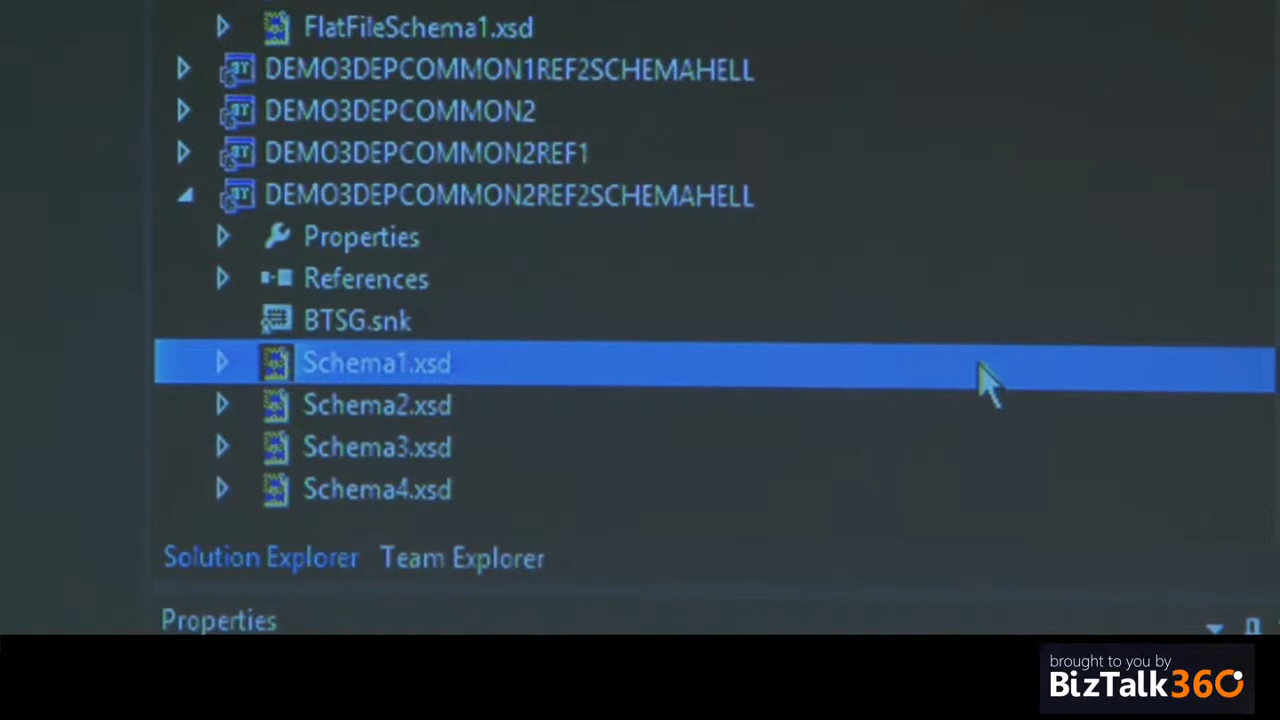 FlatFileSchema1.xsd
DEMO3DEPCOMMON1REF2SCHEMAHELL
DEMO3DEPCOMMON2
DEMO3DEPCOMMON2REF1
DEMO3DEPCOMMON2REF2SCHEMAHELL
Properties
References
BTSG.snk
Schema1.xsd
Schema2.xsd
Schema3.xsd
Schema4.xsd
Solution Explorer Team Explorer
Properties
brought to you by
BizTalk360